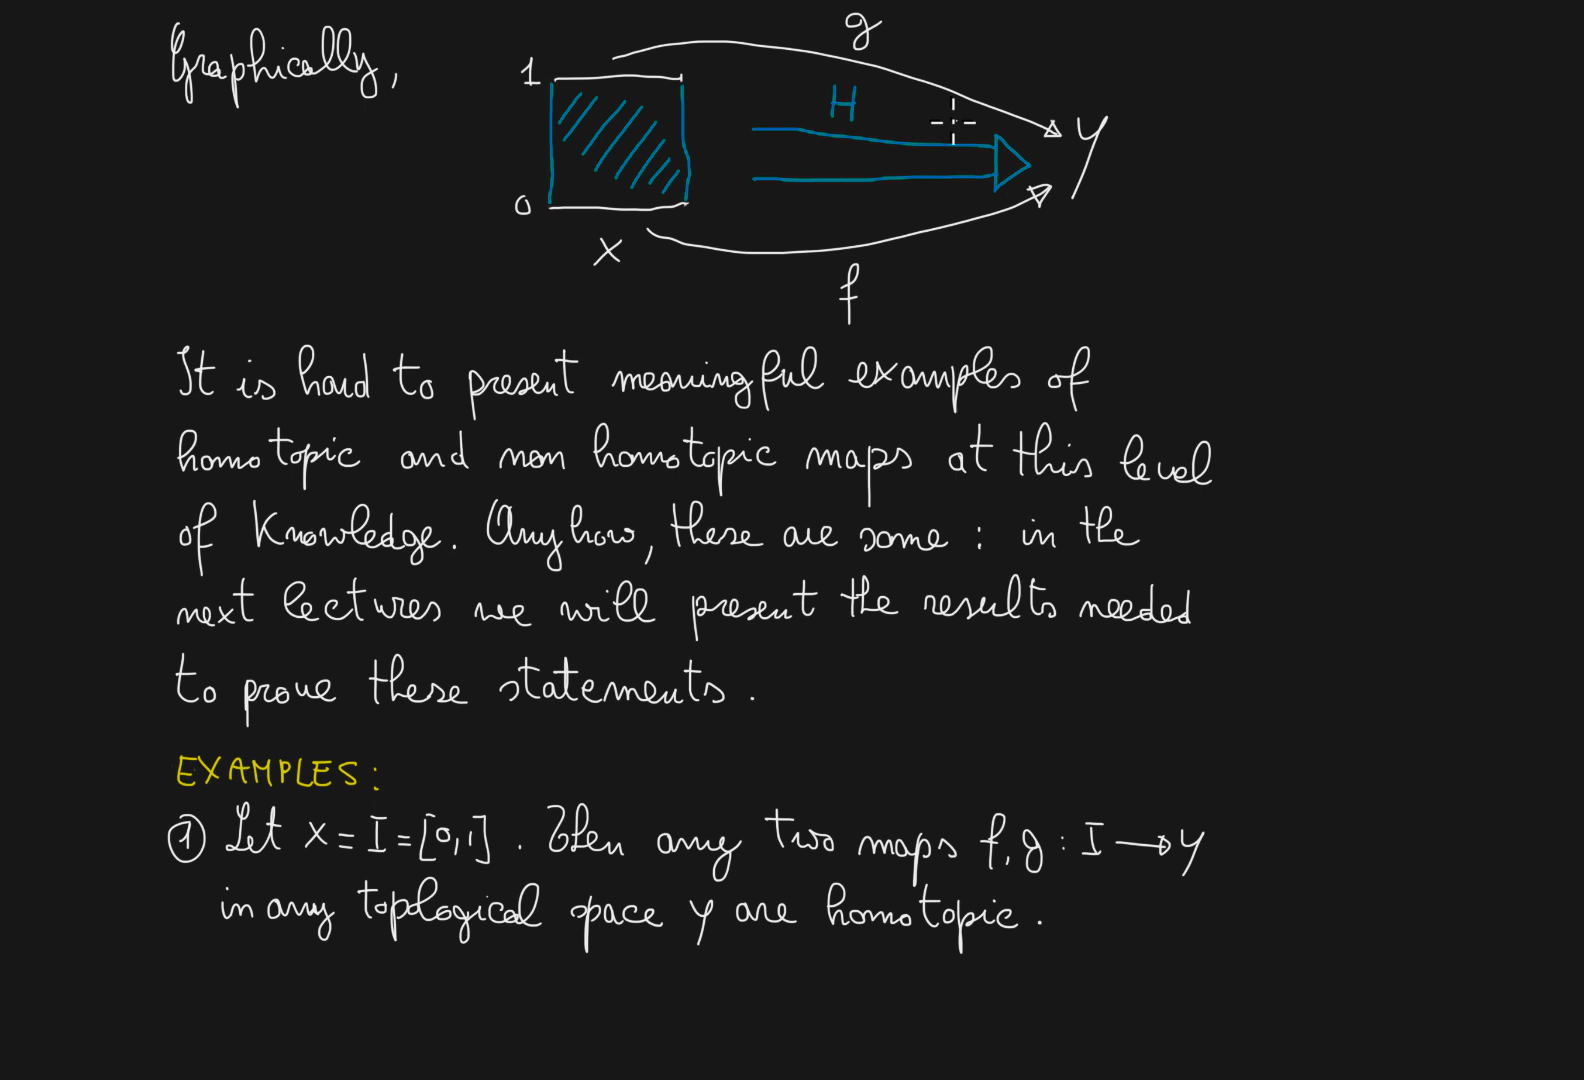 Graphically,
g
1
H
Y
0
X
f
It is hard to present meaningful examples of
homotopic and non homotopic maps at this level
of knowledge. Anyhow, these are some : in the
next lectures we will present the results needed
to prove these statements.
EXAMPLES:
① Let X = I = [0,1]. Then any two maps f, g : I → Y
in any toplogical space Y are homotopic.